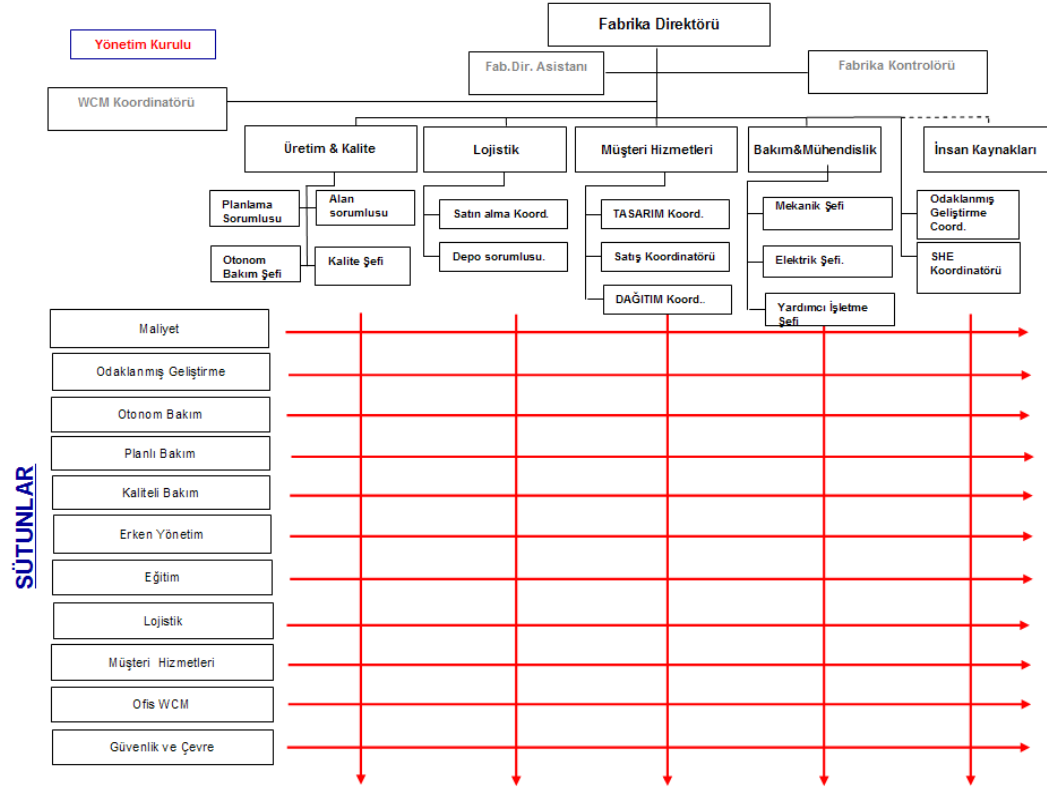 Fabrika Direktörü
Yönetim Kurulu
Fab.Dir. Asistanı
Fabrika Kontrolörü
WCM Koordinatörü
Üretim & Kalite
Lojistik
Müşteri Hizmetleri
Bakım&Mühendislik
İnsan Kaynakları
Planlama
Sorumlusu
Alan
sorumlusu
Otonom
Bakım Şefi
Kalite Şefi
Satın alma Koord.
Depo sorumlusu.
TASARIM Koord.
Satış Koordinatörü
DAĞITIM Koord..
Mekanik Şefi
Elektrik Şefi.
Yardımcı İşletme
Şefi
Odaklanmış
Geliştirme
Coord.
SHE
Koordinatörü
SÜTUNLAR
Maliyet
Odaklanmış Geliştirme
Otonom Bakım
Planlı Bakım
Kaliteli Bakım
Erken Yönetim
Eğitim
Lojistik
Müşteri Hizmetleri
Ofis WCM
Güvenlik ve Çevre